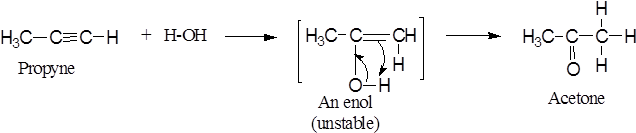 H3C-C≡C-H + H-OH
Propyne
H3C-C=CH
H
O-H
An enol
(unstable)
H
H3C-C-C-H
O H
Acetone